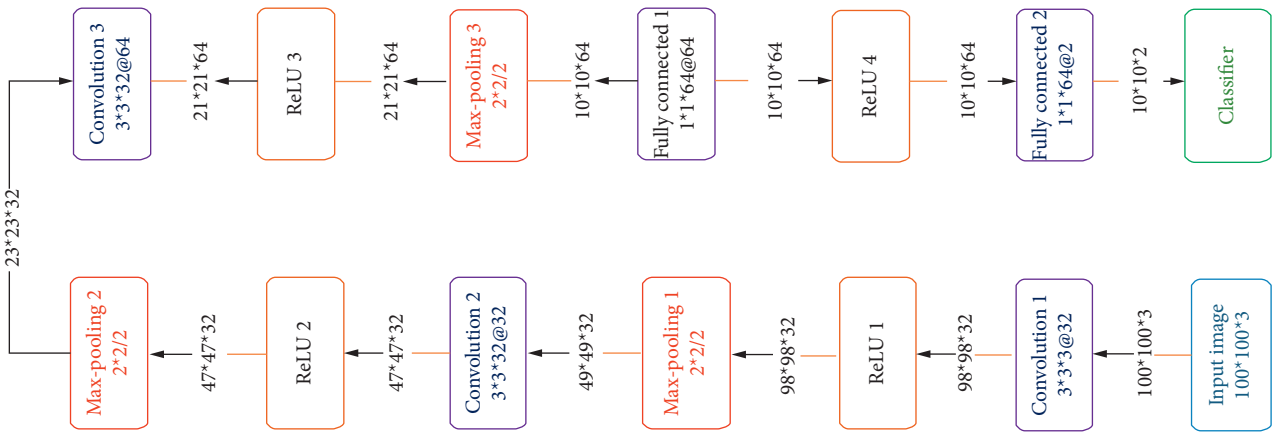 Input image
100*100*3
100*100*3
Convolution 1
3*3*3@32
98*98*32
ReLU 1
98*98*32
Max-pooling 1
2*2/2
49*49*32
Convolution 2
3*3*32@32
47*47*32
ReLU 2
47*47*32
Max-pooling 2
2*2/2
23*23*32
Convolution 3
3*3*32@64
21*21*64
ReLU 3
21*21*64
Max-pooling 3
2*2/2
10*10*64
Fully connected 1
1*1*64@64
10*10*64
ReLU 4
10*10*64
Fully connected 2
1*1*64@2
10*10*2
Classifier